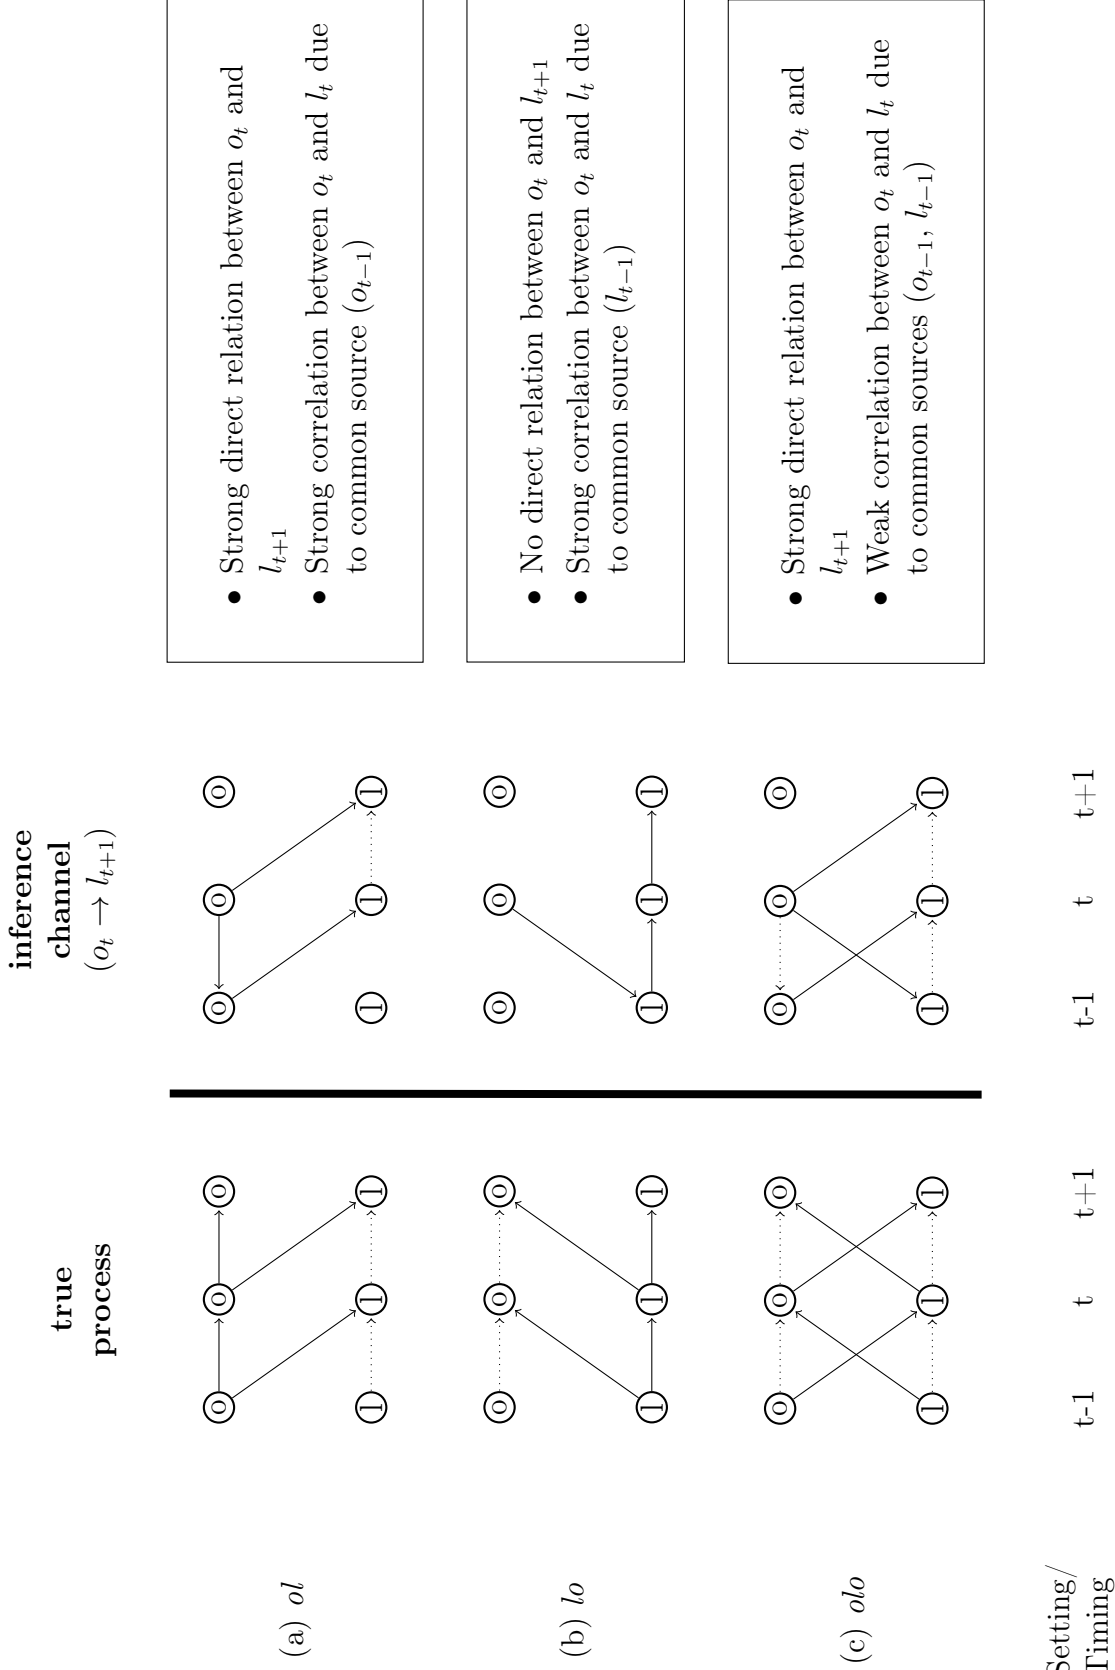 true
process
inference
channel
(o_t → l_{t+1})
(a) ol
o o o
l l l
o o o
l l l
• Strong direct relation between o_t and
l_{t+1}
• Strong correlation between o_t and l_t due
to common source (o_{t−1})
(b) lo
o o o
l l l
o o o
l l l
• No direct relation between o_t and l_{t+1}
• Strong correlation between o_t and l_t due
to common source (l_{t−1})
(c) olo
o o o
l l l
o o o
l l l
• Strong direct relation between o_t and
l_{t+1}
• Weak correlation between o_t and l_t due
to common sources (o_{t−1}, l_{t−1})
Setting/
Timing
t-1 t t+1
t-1 t t+1